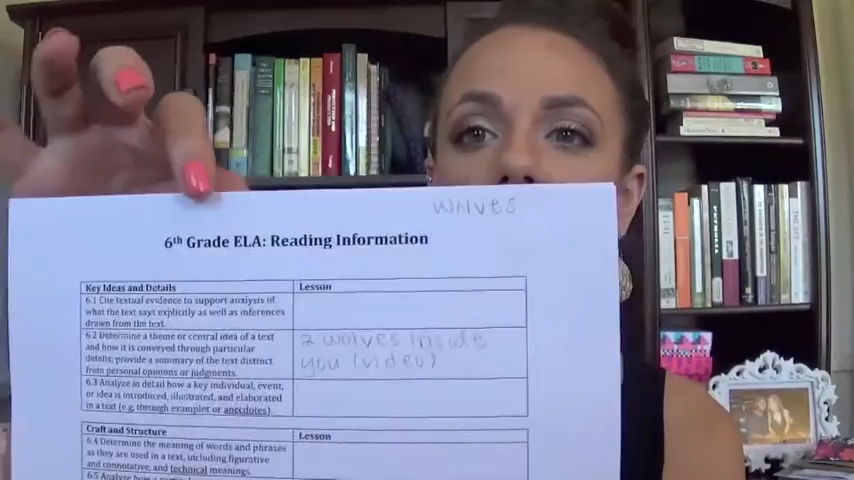 wolves
6th Grade ELA: Reading Information
Key Ideas and Details
Lesson
6.1 Cite textual evidence to support analysis of
what the text says explicitly as well as inferences
drawn from the text.
6.2 Determine a theme or central idea of a text
and how it is conveyed through particular
details; provide a summary of the text distinct
from personal opinions or judgments.
2 wolves inside
you (video)
6.3 Analyze in detail how a key individual, event,
or idea is introduced, illustrated, and elaborated
in a text (e.g. through examples or anecdotes)
Craft and Structure
Lesson
6.4 Determine the meaning of words and phrases
as they are used in a text, including figurative
and connotative, and technical meanings.
6.5 Analyze how a